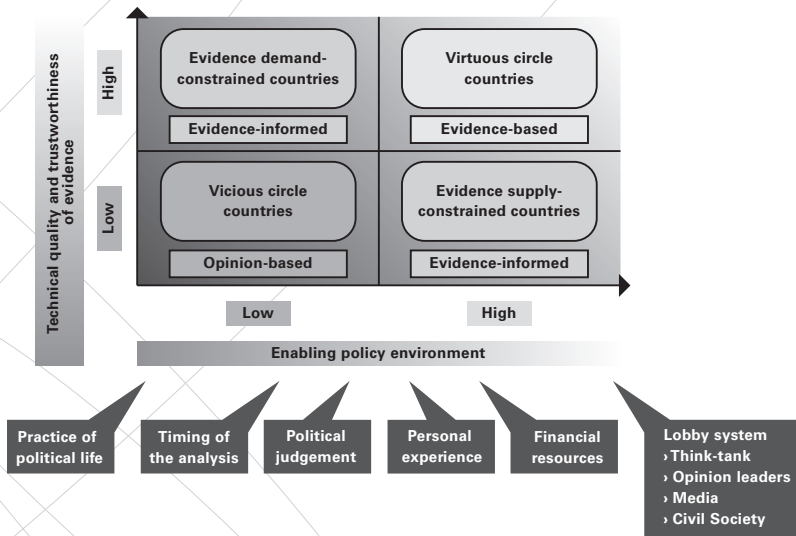 Technical quality and trustworthiness
of evidence
High
Evidence demand-
constrained countries
Evidence-informed
Virtuous circle
countries
Evidence-based
Low
Vicious circle
countries
Opinion-based
Evidence supply-
constrained countries
Evidence-informed
Low
High
Enabling policy environment
Practice of
political life
Timing of
the analysis
Political
judgement
Personal
experience
Financial
resources
Lobby system
› Think-tank
› Opinion leaders
› Media
› Civil Society